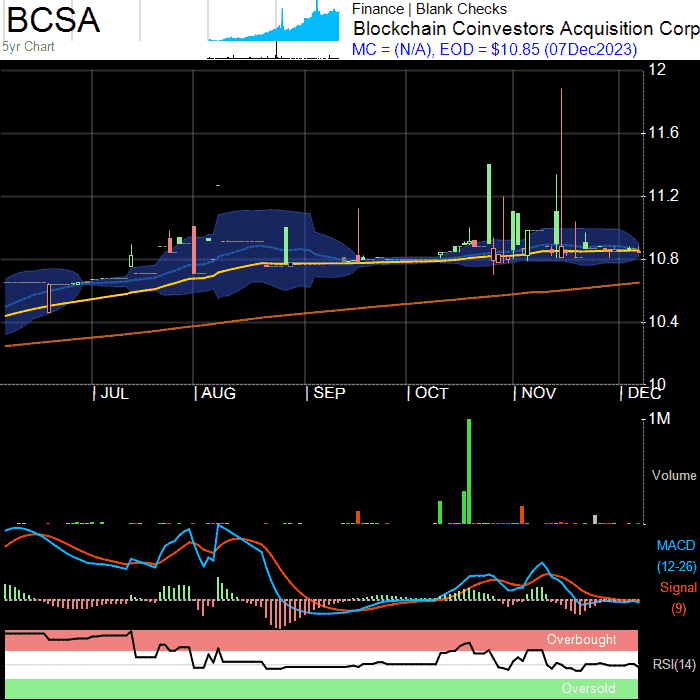 BCSA
5yr Chart
Finance | Blank Checks
Blockchain Coinvestors Acquisition Corp
MC = (N/A), EOD = $10.85 (07Dec2023)
12
11.6
11.2
10.8
10.4
10
| JUL | AUG | SEP | OCT | NOV | DEC
1M
Volume
MACD
(12-26)
Signal
(9)
Overbought
RSI(14)
Oversold